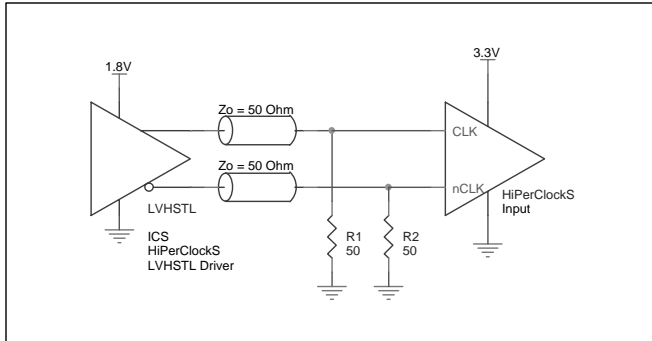 1.8V
3.3V
Zo = 50 Ohm
CLK
Zo = 50 Ohm
nCLK
HiPerClockS
Input
LVHSTL
ICS
HiPerClockS
LVHSTL Driver
R1
50
R2
50